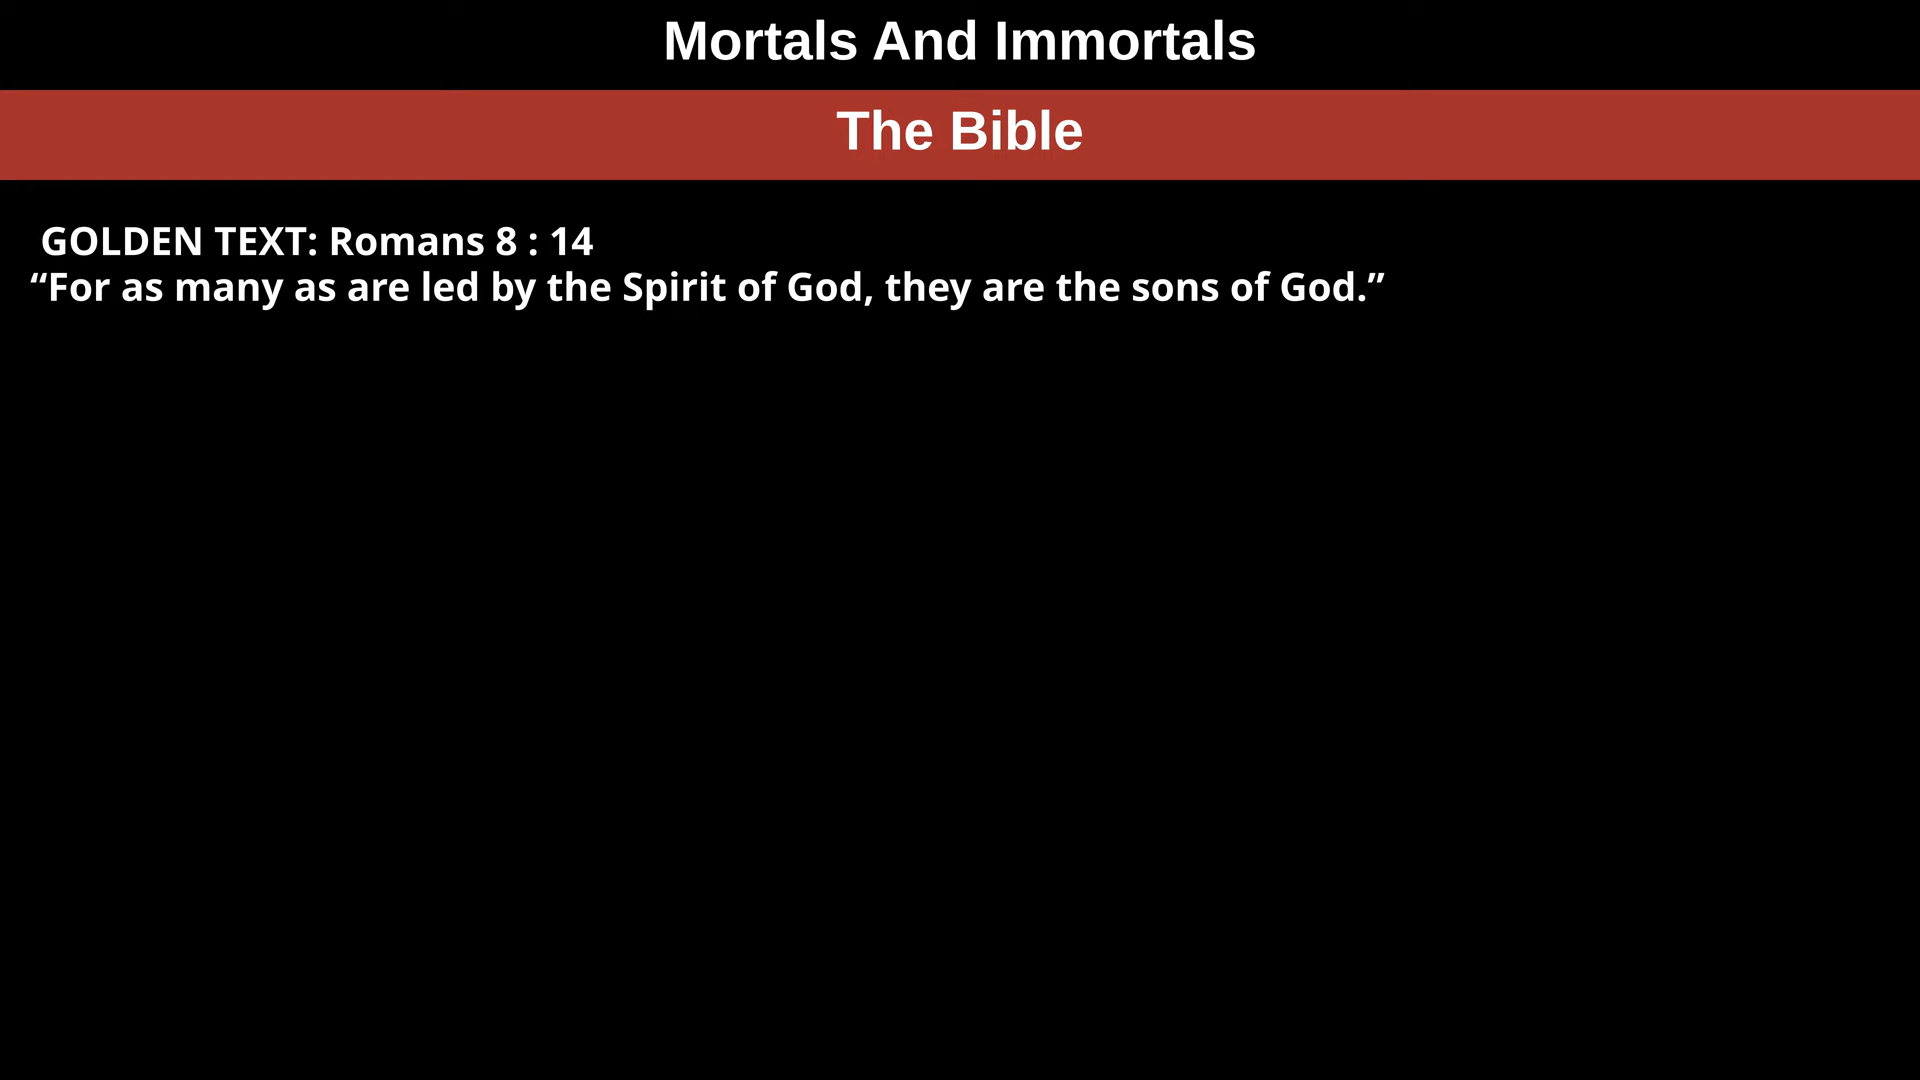 Mortals And Immortals
The Bible
GOLDEN TEXT: Romans 8 : 14
“For as many as are led by the Spirit of God, they are the sons of God.”